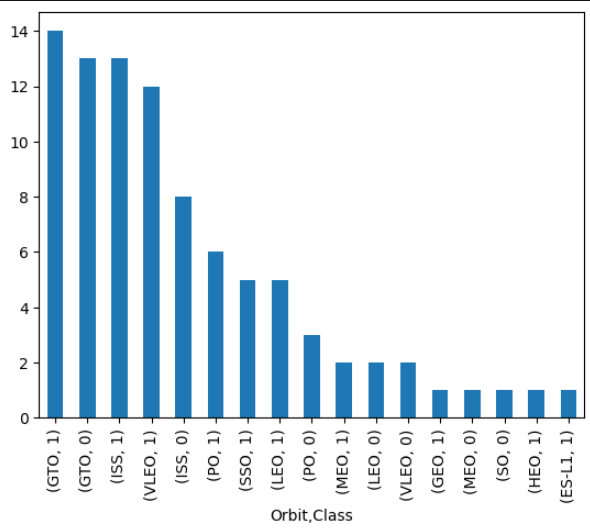 14
12
10
8
6
4
2
0
(GTO, 1)
(GTO, 0)
(ISS, 1)
(VLEO, 1)
(ISS, 0)
(PO, 1)
(SSO, 1)
(LEO, 1)
(PO, 0)
(MEO, 1)
(LEO, 0)
(VLEO, 0)
(GEO, 1)
(MEO, 0)
(SO, 0)
(HEO, 1)
(ES-L1, 1)
Orbit,Class